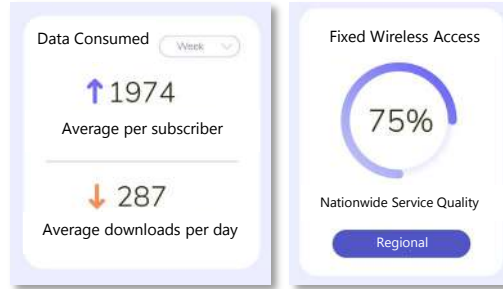 Data Consumed
Week
1974
Average per subscriber
287
Average downloads per day
Fixed Wireless Access
75%
Nationwide Service Quality
Regional